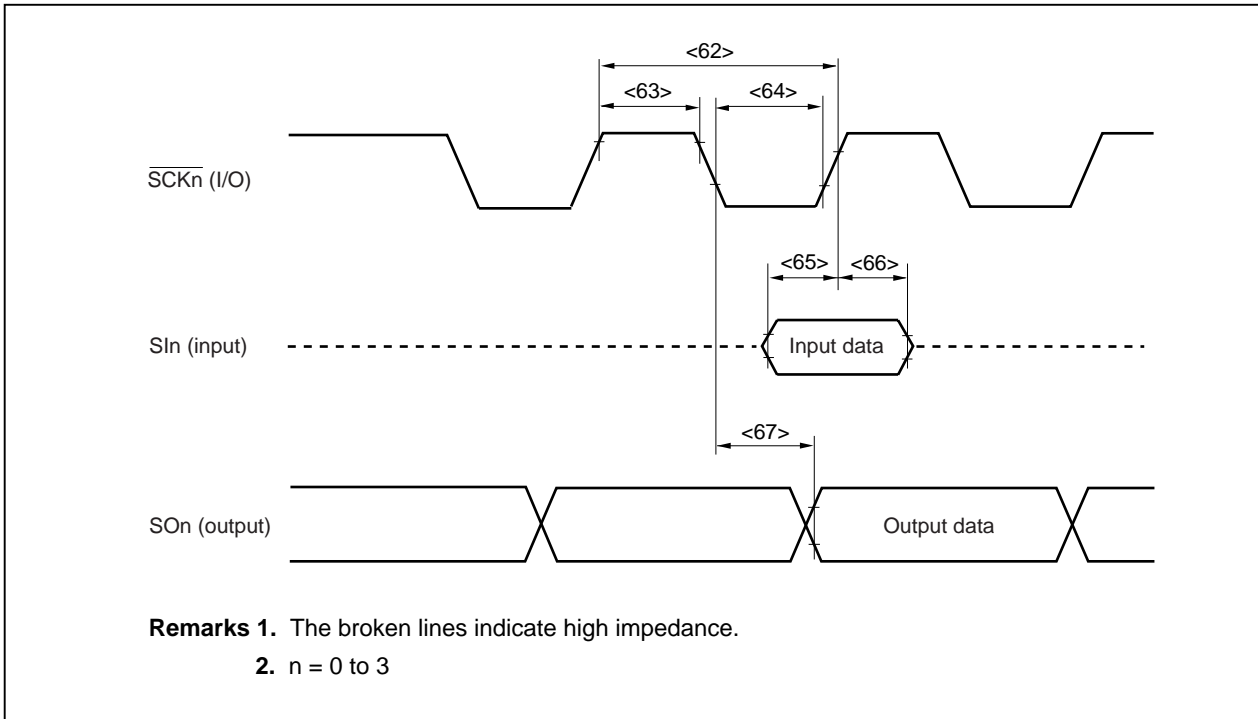 <62>
<63> <64>
S̅C̅K̅n̅ (I/O)
<65> <66>
SIn (input) Input data
<67>
SOn (output) Output data
Remarks 1. The broken lines indicate high impedance.
2. n = 0 to 3